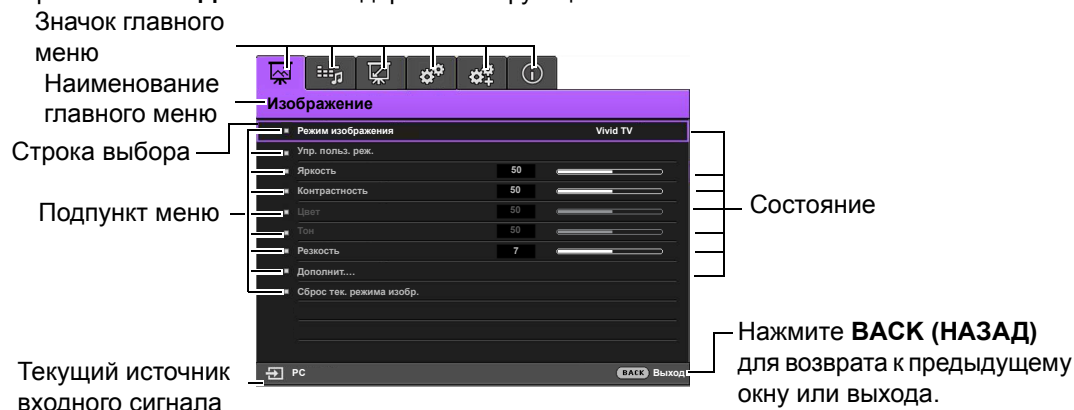 Значок главного
меню
Наименование
главного меню
Изображение
Строка выбора
Режим изображения Vivid TV
Упр. польз. реж.
Яркость 50
Контрастность 50
Подпункт меню
Цвет 50
Состояние
Тон 50
Резкость 7
Дополнит....
Сброс тек. режима изобр.
Нажмите BACK (НАЗАД)
для возврата к предыдущему
окну или выхода.
Текущий источник
входного сигнала
PC BACK Выход